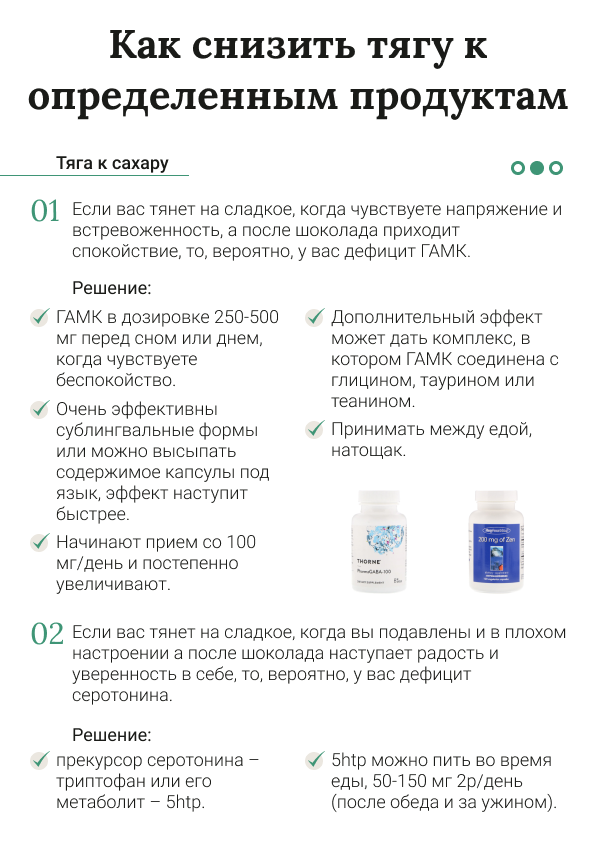 Как снизить тягу к
определенным продуктам
Тяга к сахару
01 Если вас тянет на сладкое, когда чувствуете напряжение и
встревоженность, а после шоколада приходит
спокойствие, то, вероятно, у вас дефицит ГАМК.
Решение:
ГАМК в дозировке 250-500
мг перед сном или днем,
когда чувствуете
беспокойство.
Очень эффективны
сублингвальные формы
или можно высыпать
содержимое капсулы под
язык, эффект наступит
быстрее.
Начинают прием со 100
мг/день и постепенно
увеличивают.
Дополнительный эффект
может дать комплекс, в
котором ГАМК соединена с
глицином, таурином или
теанином.
Принимать между едой,
натощак.
THORNE
PharmaGABA-100
200 mg of Zen
02 Если вас тянет на сладкое, когда вы подавлены и в плохом
настроении а после шоколада наступает радость и
уверенность в себе, то, вероятно, у вас дефицит
серотонина.
Решение:
прекурсор серотонина –
триптофан или его
метаболит – 5htp.
5htp можно пить во время
еды, 50-150 мг 2р/день
(после обеда и за ужином).